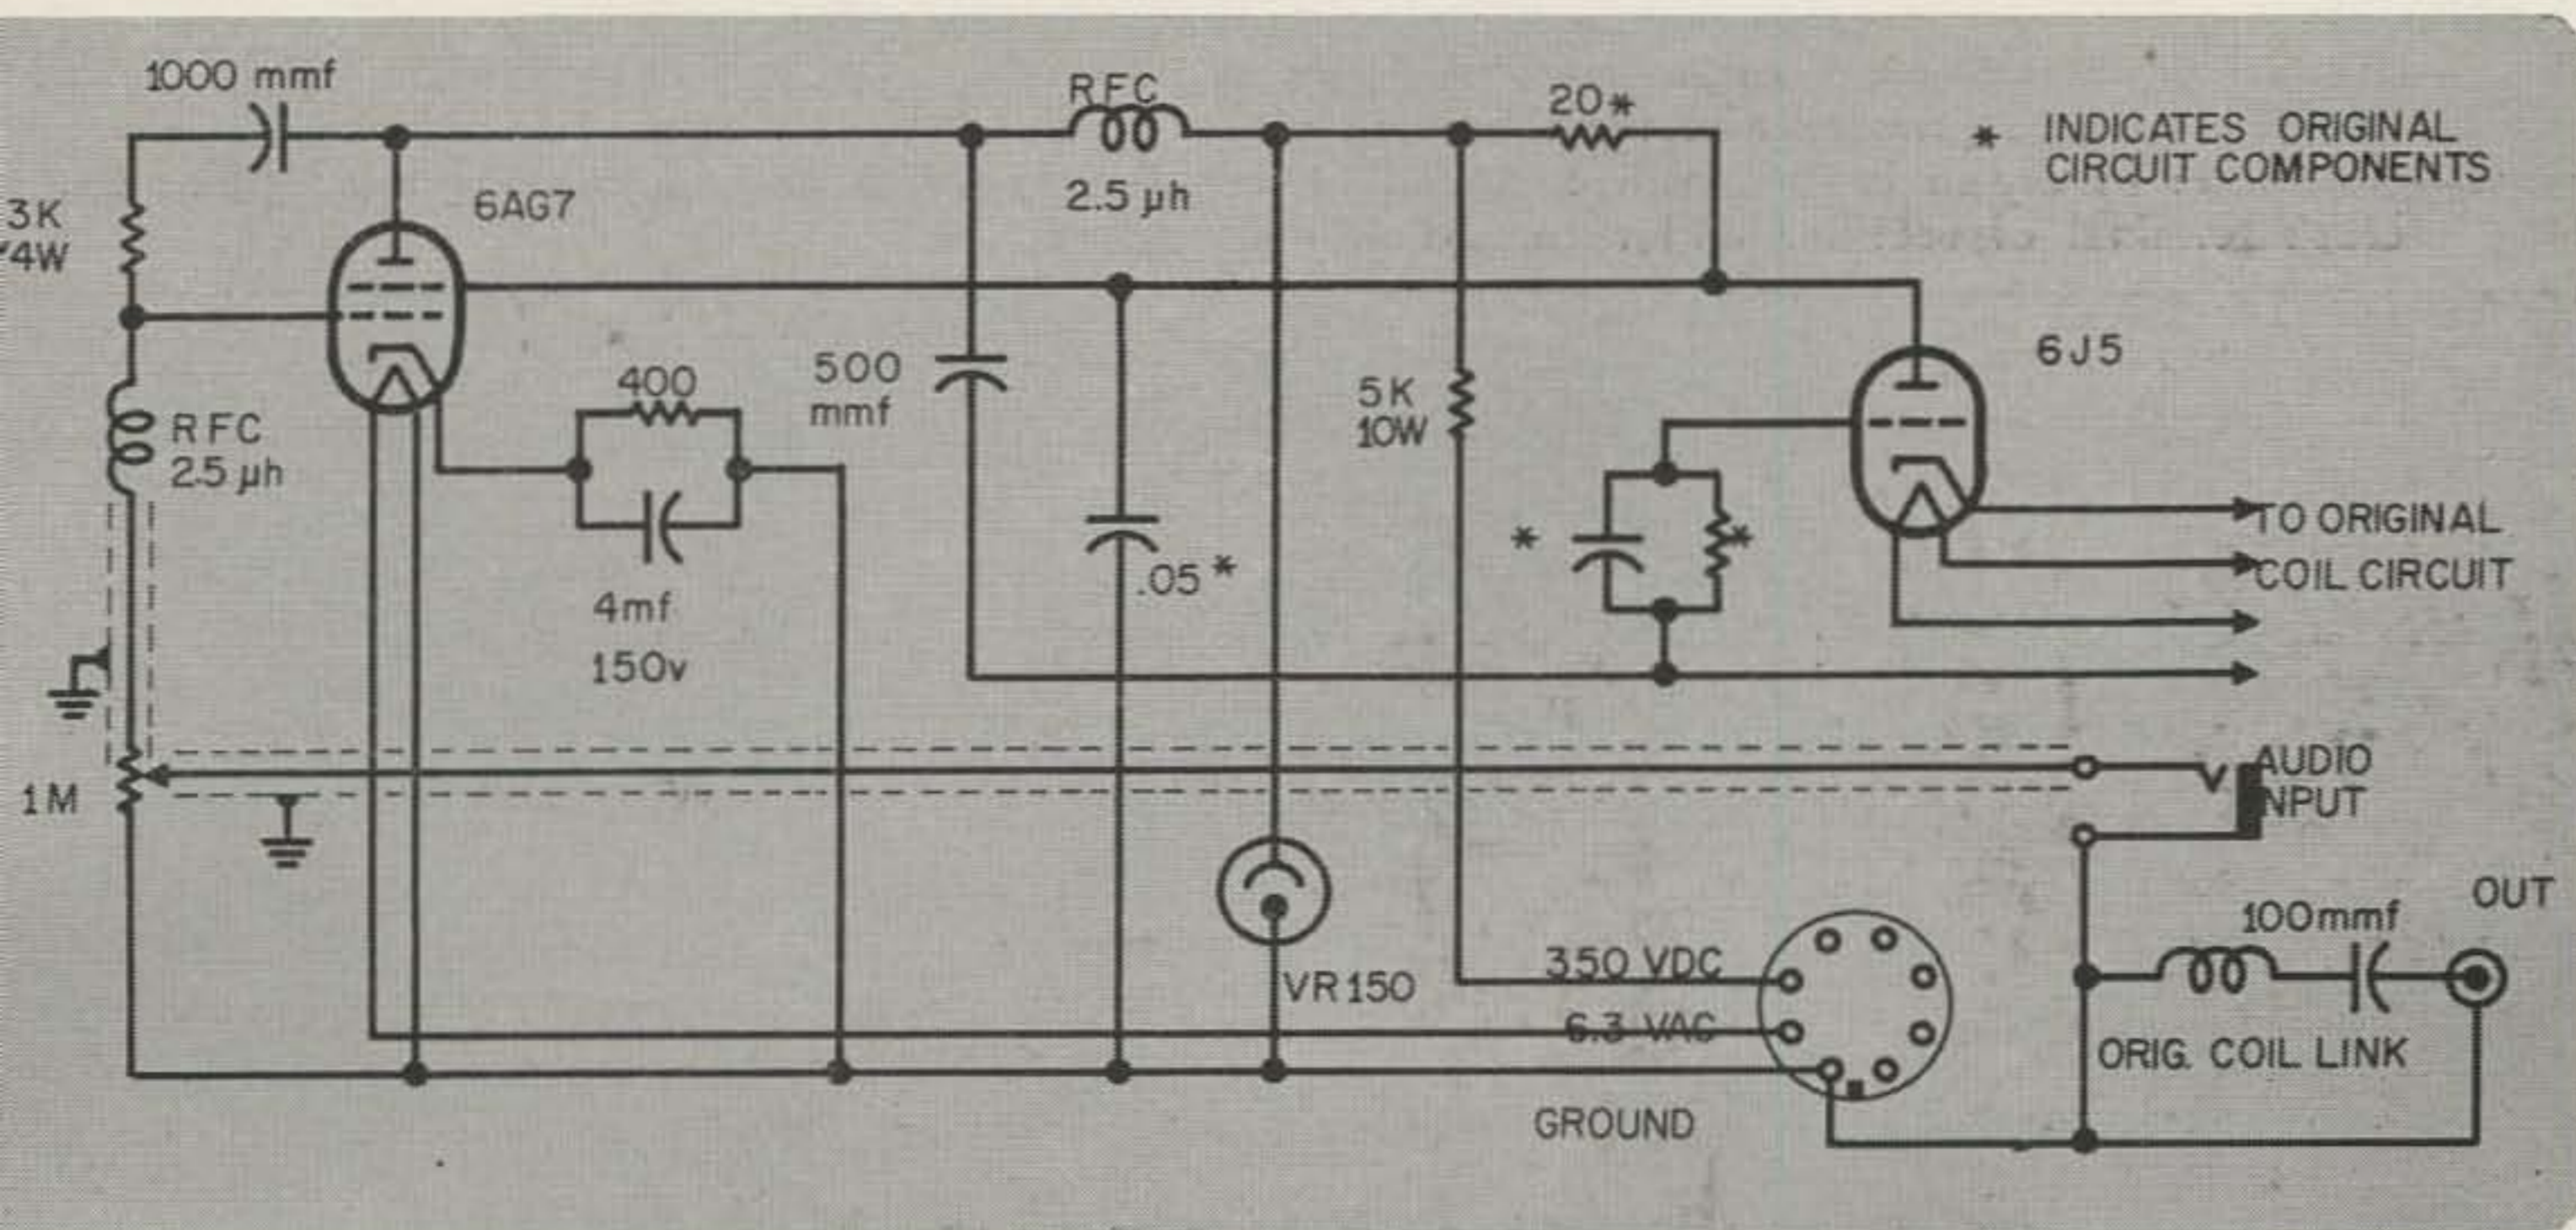 1000 mmf
RFC
20*
* INDICATES ORIGINAL
CIRCUIT COMPONENTS
3K
4W
6AG7
2.5 µh
6J5
400
500
mmf
5K
10W
RFC
2.5 µh
*
*
TO ORIGINAL
COIL CIRCUIT
.05*
4mf
150v
1M
AUDIO
INPUT
OUT
100mmf
350 VDC
VR150
6.3 VAC
ORIG. COIL LINK
GROUND